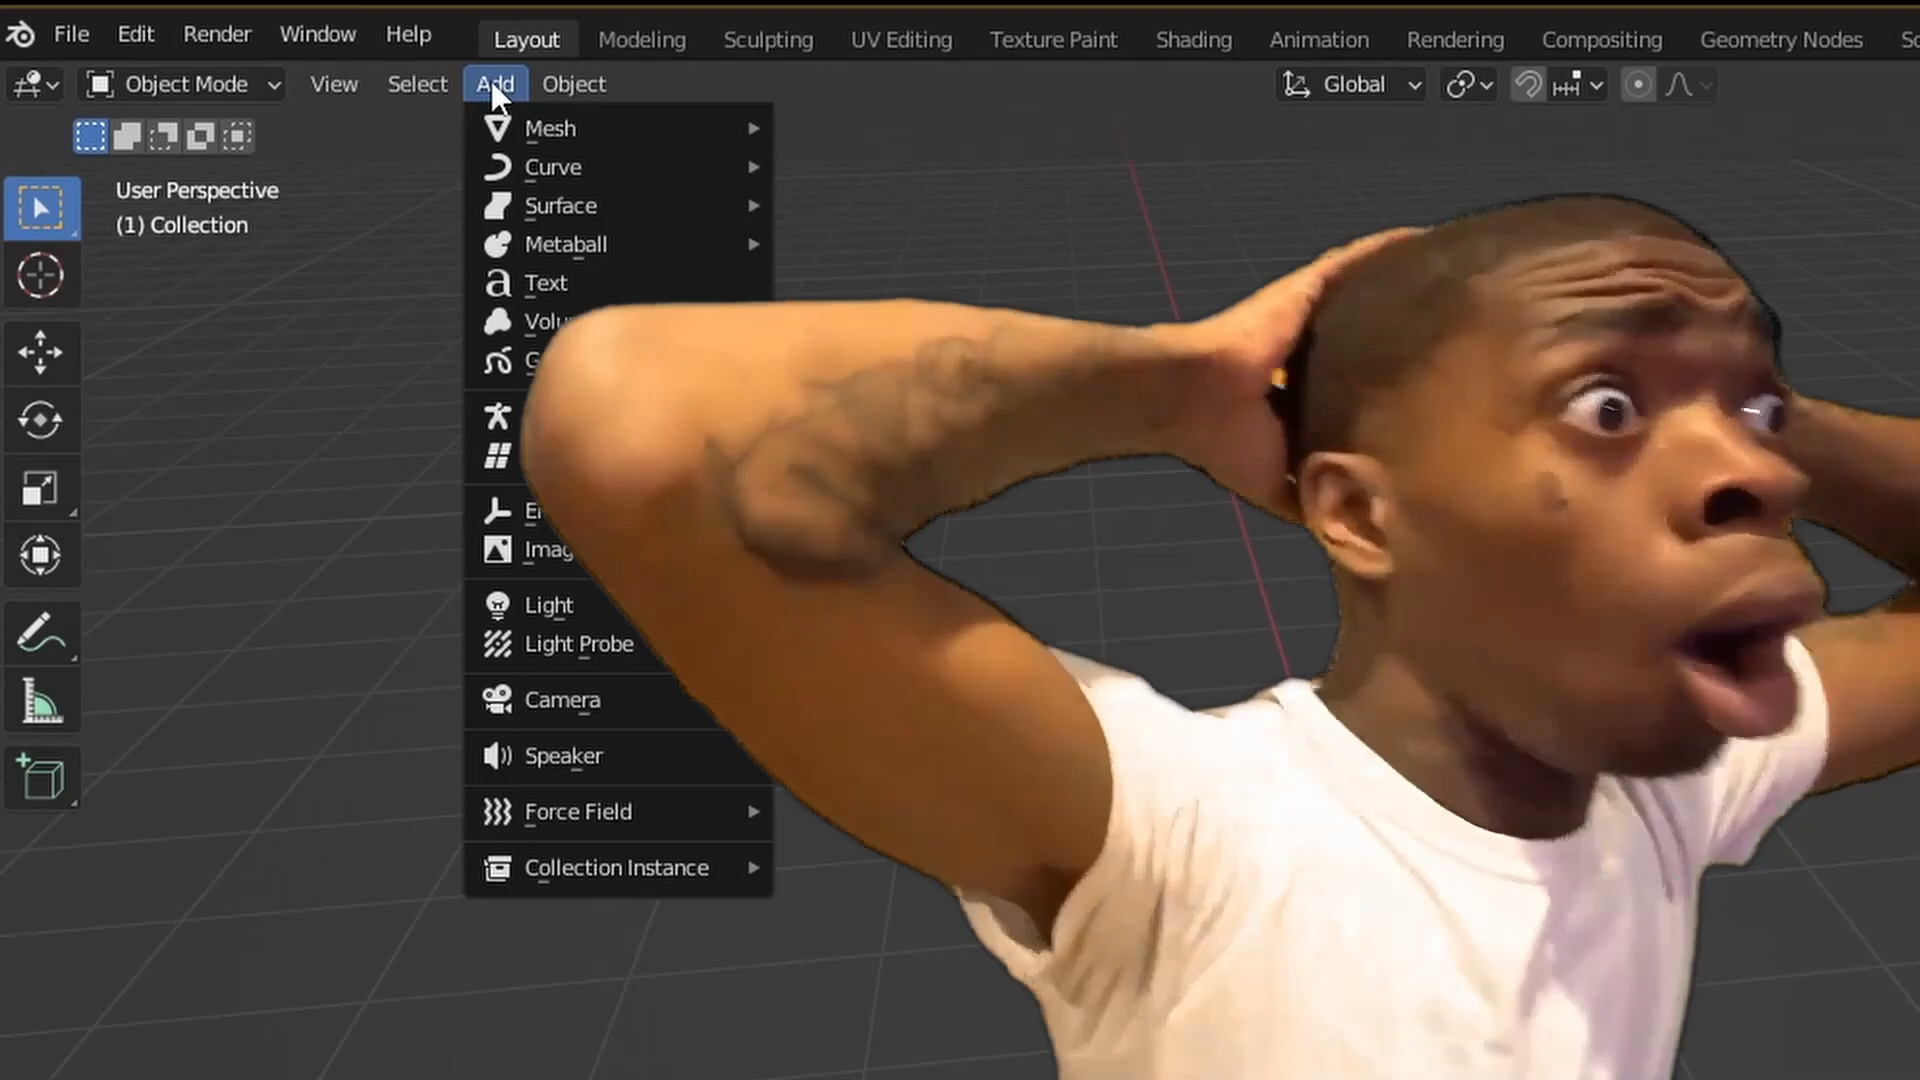 File Edit Render Window Help Layout Modeling Sculpting UV Editing Texture Paint Shading Animation Rendering Compositing Geometry Nodes
Object Mode View Select Add Object Global
User Perspective
(1) Collection
Mesh
Curve
Surface
Metaball
Text
Light
Light Probe
Camera
Speaker
Force Field
Collection Instance